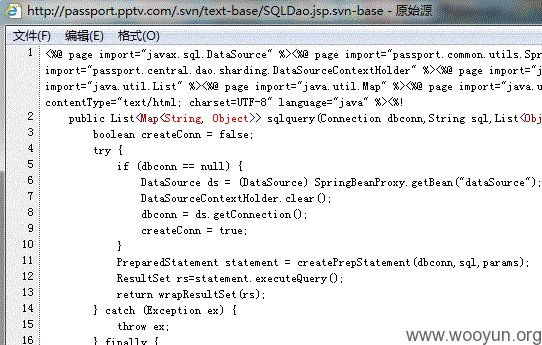 http://passport.pptv.com/.svn/text-base/SQLDao.jsp.svn-base - 原始源
文件(F) 编辑(E) 格式(O)
1 <%@ page import="javax.sql.DataSource" %><%@ page import="passport.common.utils.Spr
import="passport.central.dao.sharding.DataSourceContextHolder" %><%@ page import="j
import="java.util.List" %><%@ page import="java.util.Map" %><%@ page import="java.u
contentType="text/html; charset=UTF-8" language="java" %><%!
2 public List<Map<String, Object>> sqlquery(Connection dbconn,String sql,List<Obj
3 boolean createConn = false;
4 try {
5 if (dbconn == null) {
6 DataSource ds = (DataSource) SpringBeanProxy.getBean("dataSource");
7 DataSourceContextHolder.clear();
8 dbconn = ds.getConnection();
9 createConn = true;
10 }
11 PreparedStatement statement = createPrepStatement(dbconn,sql,params);
12 ResultSet rs=statement.executeQuery();
13 return wrapResultSet(rs);
14 } catch (Exception ex) {
15 throw ex;
16 } finally {
www.wooyun.org